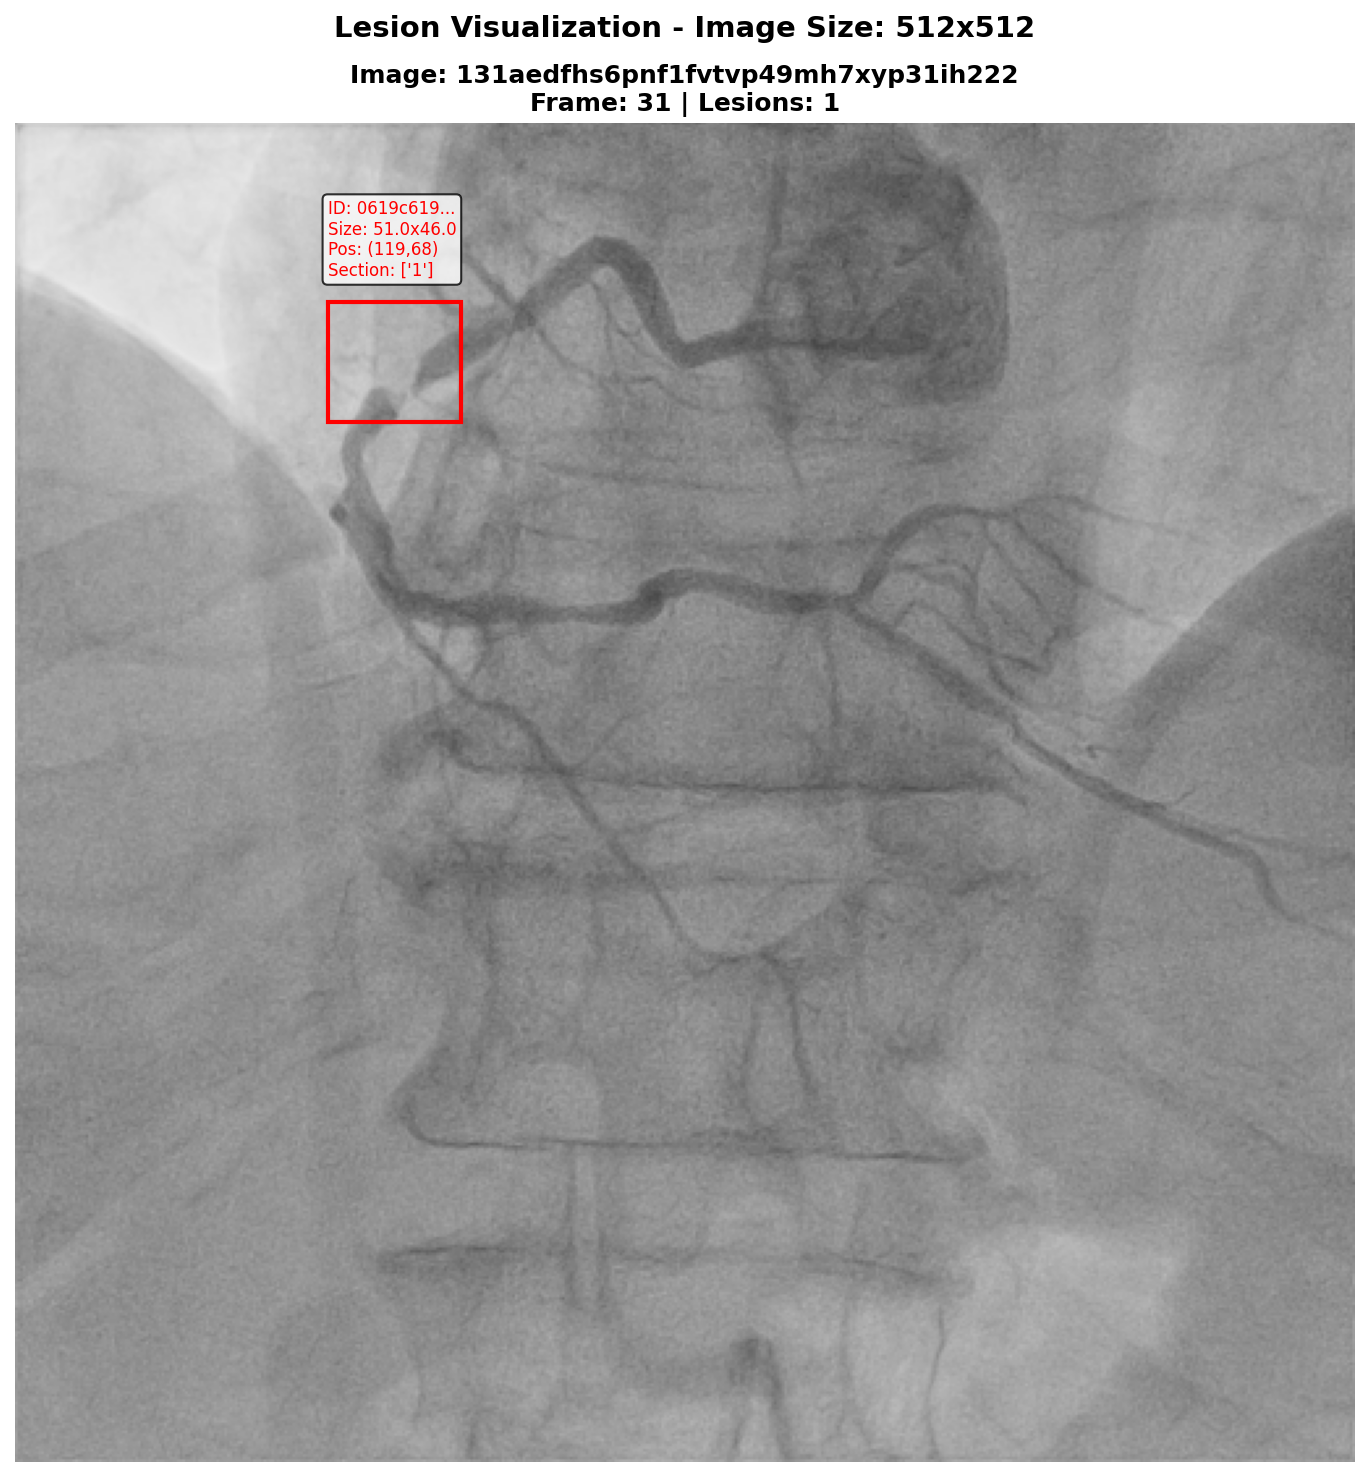 Lesion Visualization - Image Size: 512x512
Image: 131aedfhs6pnf1fvtvp49mh7xyp31ih222
Frame: 31 | Lesions: 1
ID: 0619c619...
Size: 51.0x46.0
Pos: (119,68)
Section: ['1']